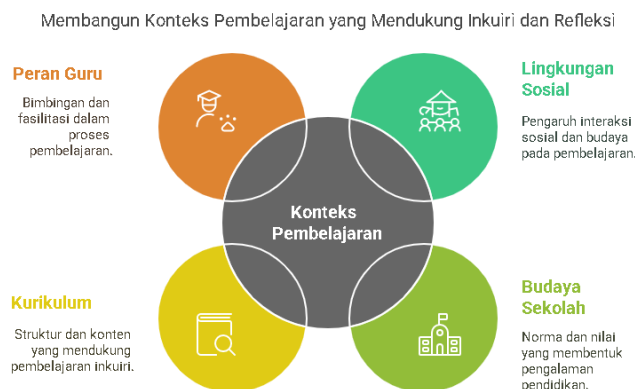 Membangun Konteks Pembelajaran yang Mendukung Inkuiri dan Refleksi
Peran Guru
Bimbingan dan
fasilitasi dalam
proses
pembelajaran.
Lingkungan
Sosial
Pengaruh interaksi
sosial dan budaya
pada pembelajaran.
Konteks
Pembelajaran
Kurikulum
Struktur dan konten
yang mendukung
pembelajaran inkuiri.
Budaya
Sekolah
Norma dan nilai
yang membentuk
pengalaman
pendidikan.